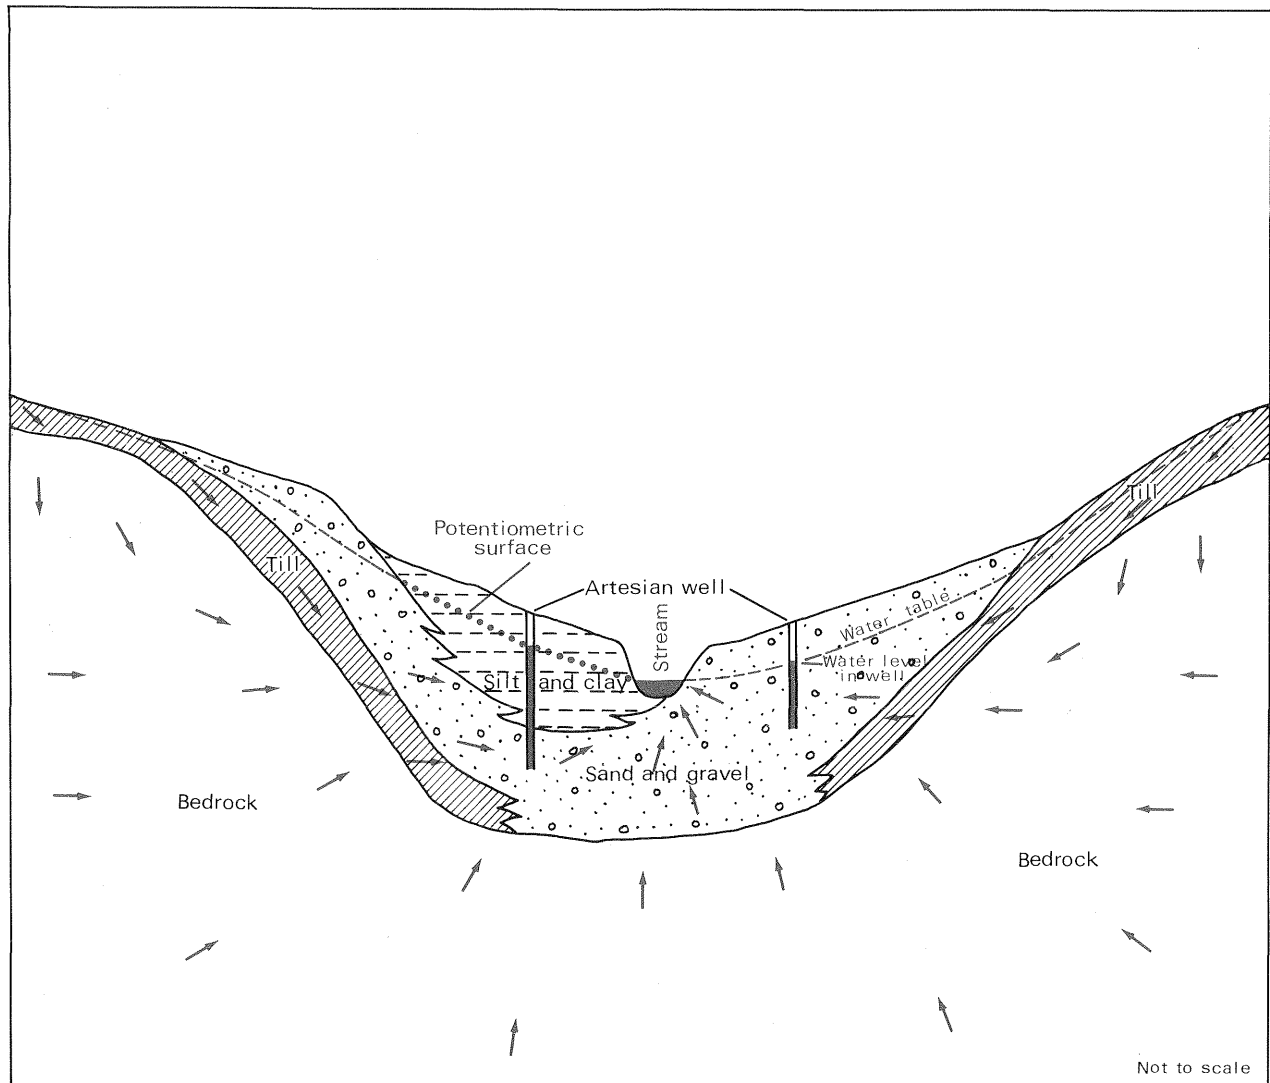 Till
Potentiometric
surface
Till
Artesian well
Stream
Water table
Water level
in well
Silt and clay
Sand and gravel
Bedrock
Bedrock
Not to scale